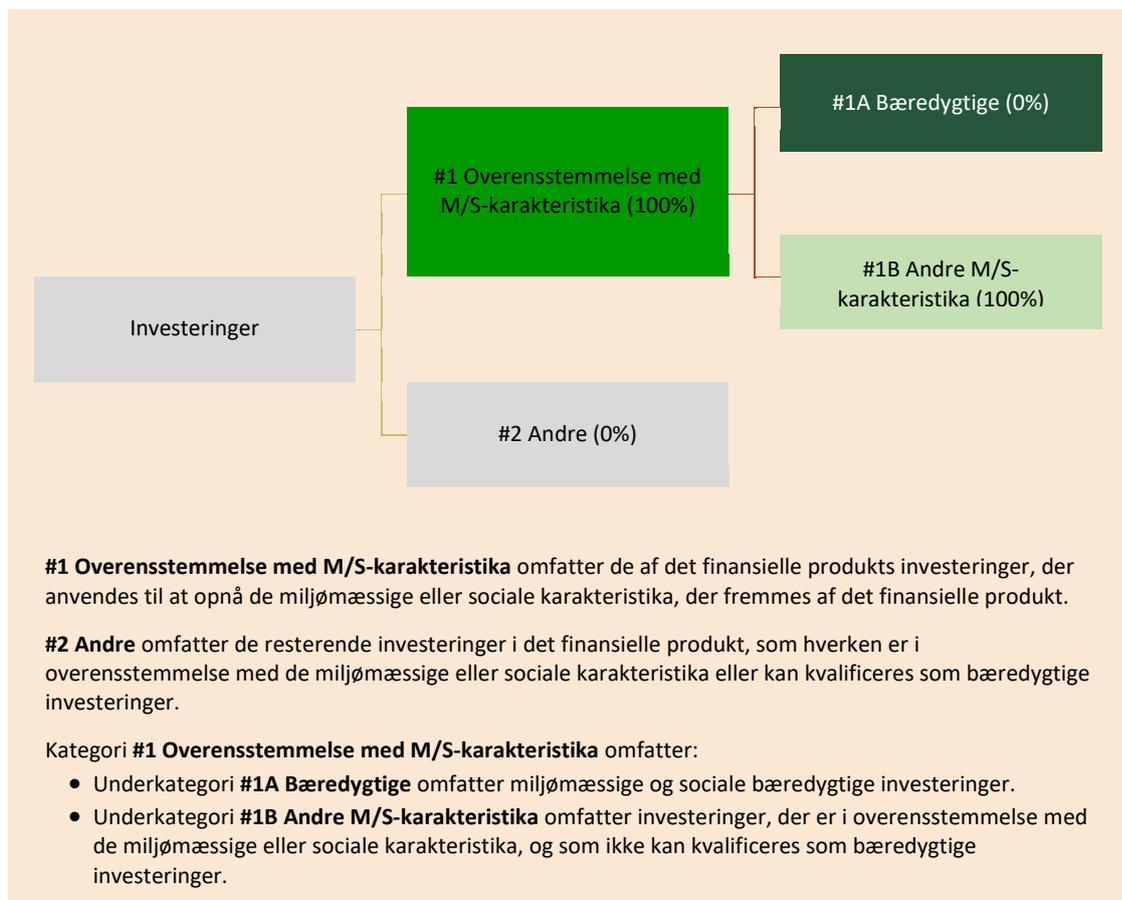 #1A Bæredygtige (0%)
#1 Overensstemmelse med
M/S-karakteristika (100%)
#1B Andre M/S-
karakteristika (100%)
Investeringer
#2 Andre (0%)
#1 Overensstemmelse med M/S-karakteristika omfatter de af det finansielle produkts investeringer, der
anvendes til at opnå de miljømæssige eller sociale karakteristika, der fremmes af det finansielle produkt.
#2 Andre omfatter de resterende investeringer i det finansielle produkt, som hverken er i
overensstemmelse med de miljømæssige eller sociale karakteristika eller kan kvalificeres som bæredygtige
investeringer.
Kategori #1 Overensstemmelse med M/S-karakteristika omfatter:
• Underkategori #1A Bæredygtige omfatter miljømæssige og sociale bæredygtige investeringer.
• Underkategori #1B Andre M/S-karakteristika omfatter investeringer, der er i overensstemmelse med
de miljømæssige eller sociale karakteristika, og som ikke kan kvalificeres som bæredygtige
investeringer.